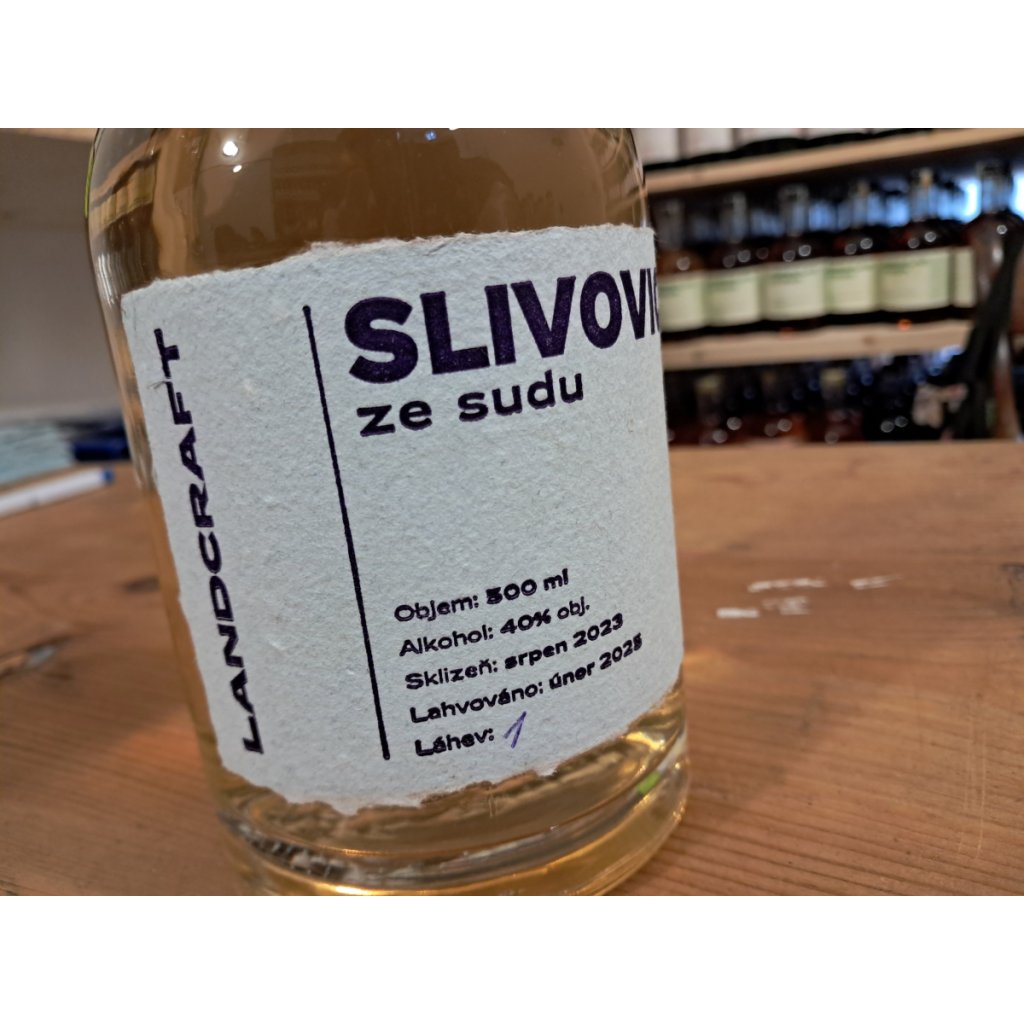 LANDCRAFT
SLIVOVI
ze sudu
Objem: 500 ml
Alkohol: 40% obj.
Sklizeň: srpen 2023
Lahvováno: únor 2025
Láhev: 1